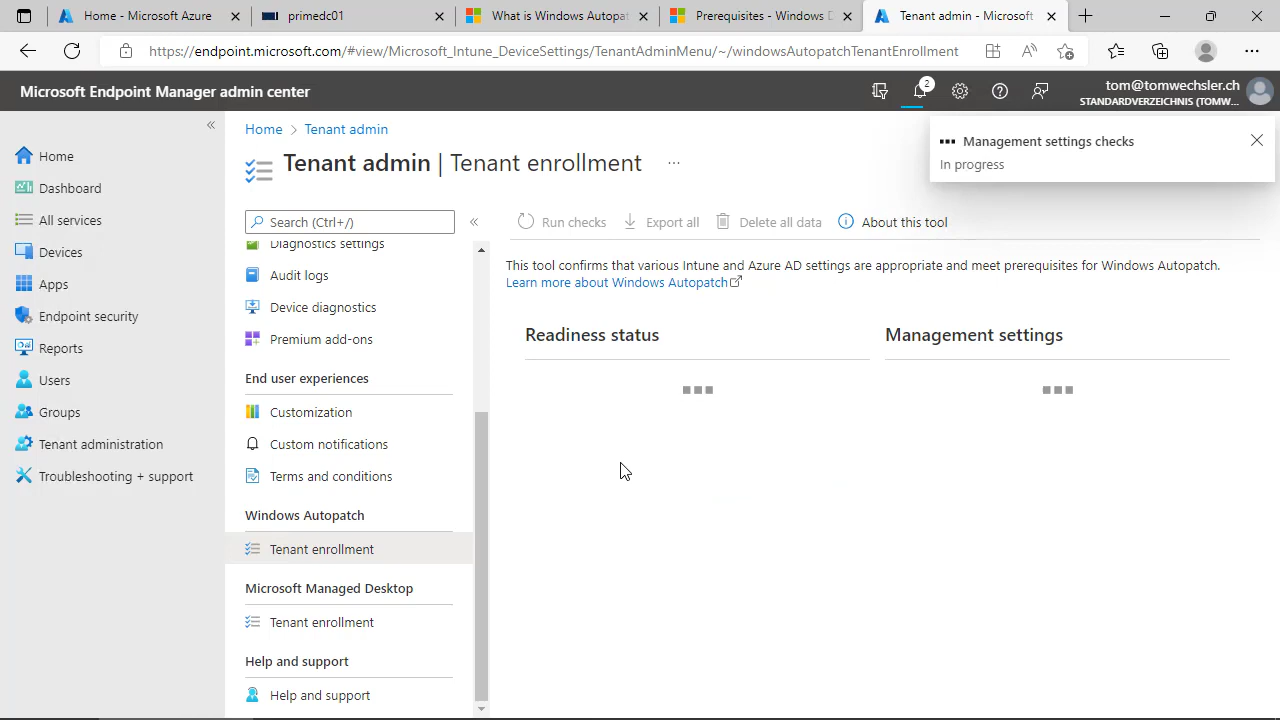 Home - Microsoft Azure
primedc01
What is Windows Autopat
Prerequisites - Windows D
Tenant admin - Microsoft
https://endpoint.microsoft.com/#view/Microsoft_Intune_DeviceSettings/TenantAdminMenu/~/windowsAutopatchTenantEnrollment
Microsoft Endpoint Manager admin center
2
tom@tomwechsler.ch
STANDARDVERZEICHNIS (TOMW...
Home
Dashboard
All services
Devices
Apps
Endpoint security
Reports
Users
Groups
Tenant administration
Troubleshooting + support
Home > Tenant admin
Tenant admin | Tenant enrollment ...
Search (Ctrl+/)
Diagnostics settings
Audit logs
Device diagnostics
Premium add-ons
End user experiences
Customization
Custom notifications
Terms and conditions
Windows Autopatch
Tenant enrollment
Microsoft Managed Desktop
Tenant enrollment
Help and support
Help and support
Management settings checks
In progress
Run checks
Export all
Delete all data
About this tool
This tool confirms that various Intune and Azure AD settings are appropriate and meet prerequisites for Windows Autopatch.
Learn more about Windows Autopatch
Readiness status
Management settings